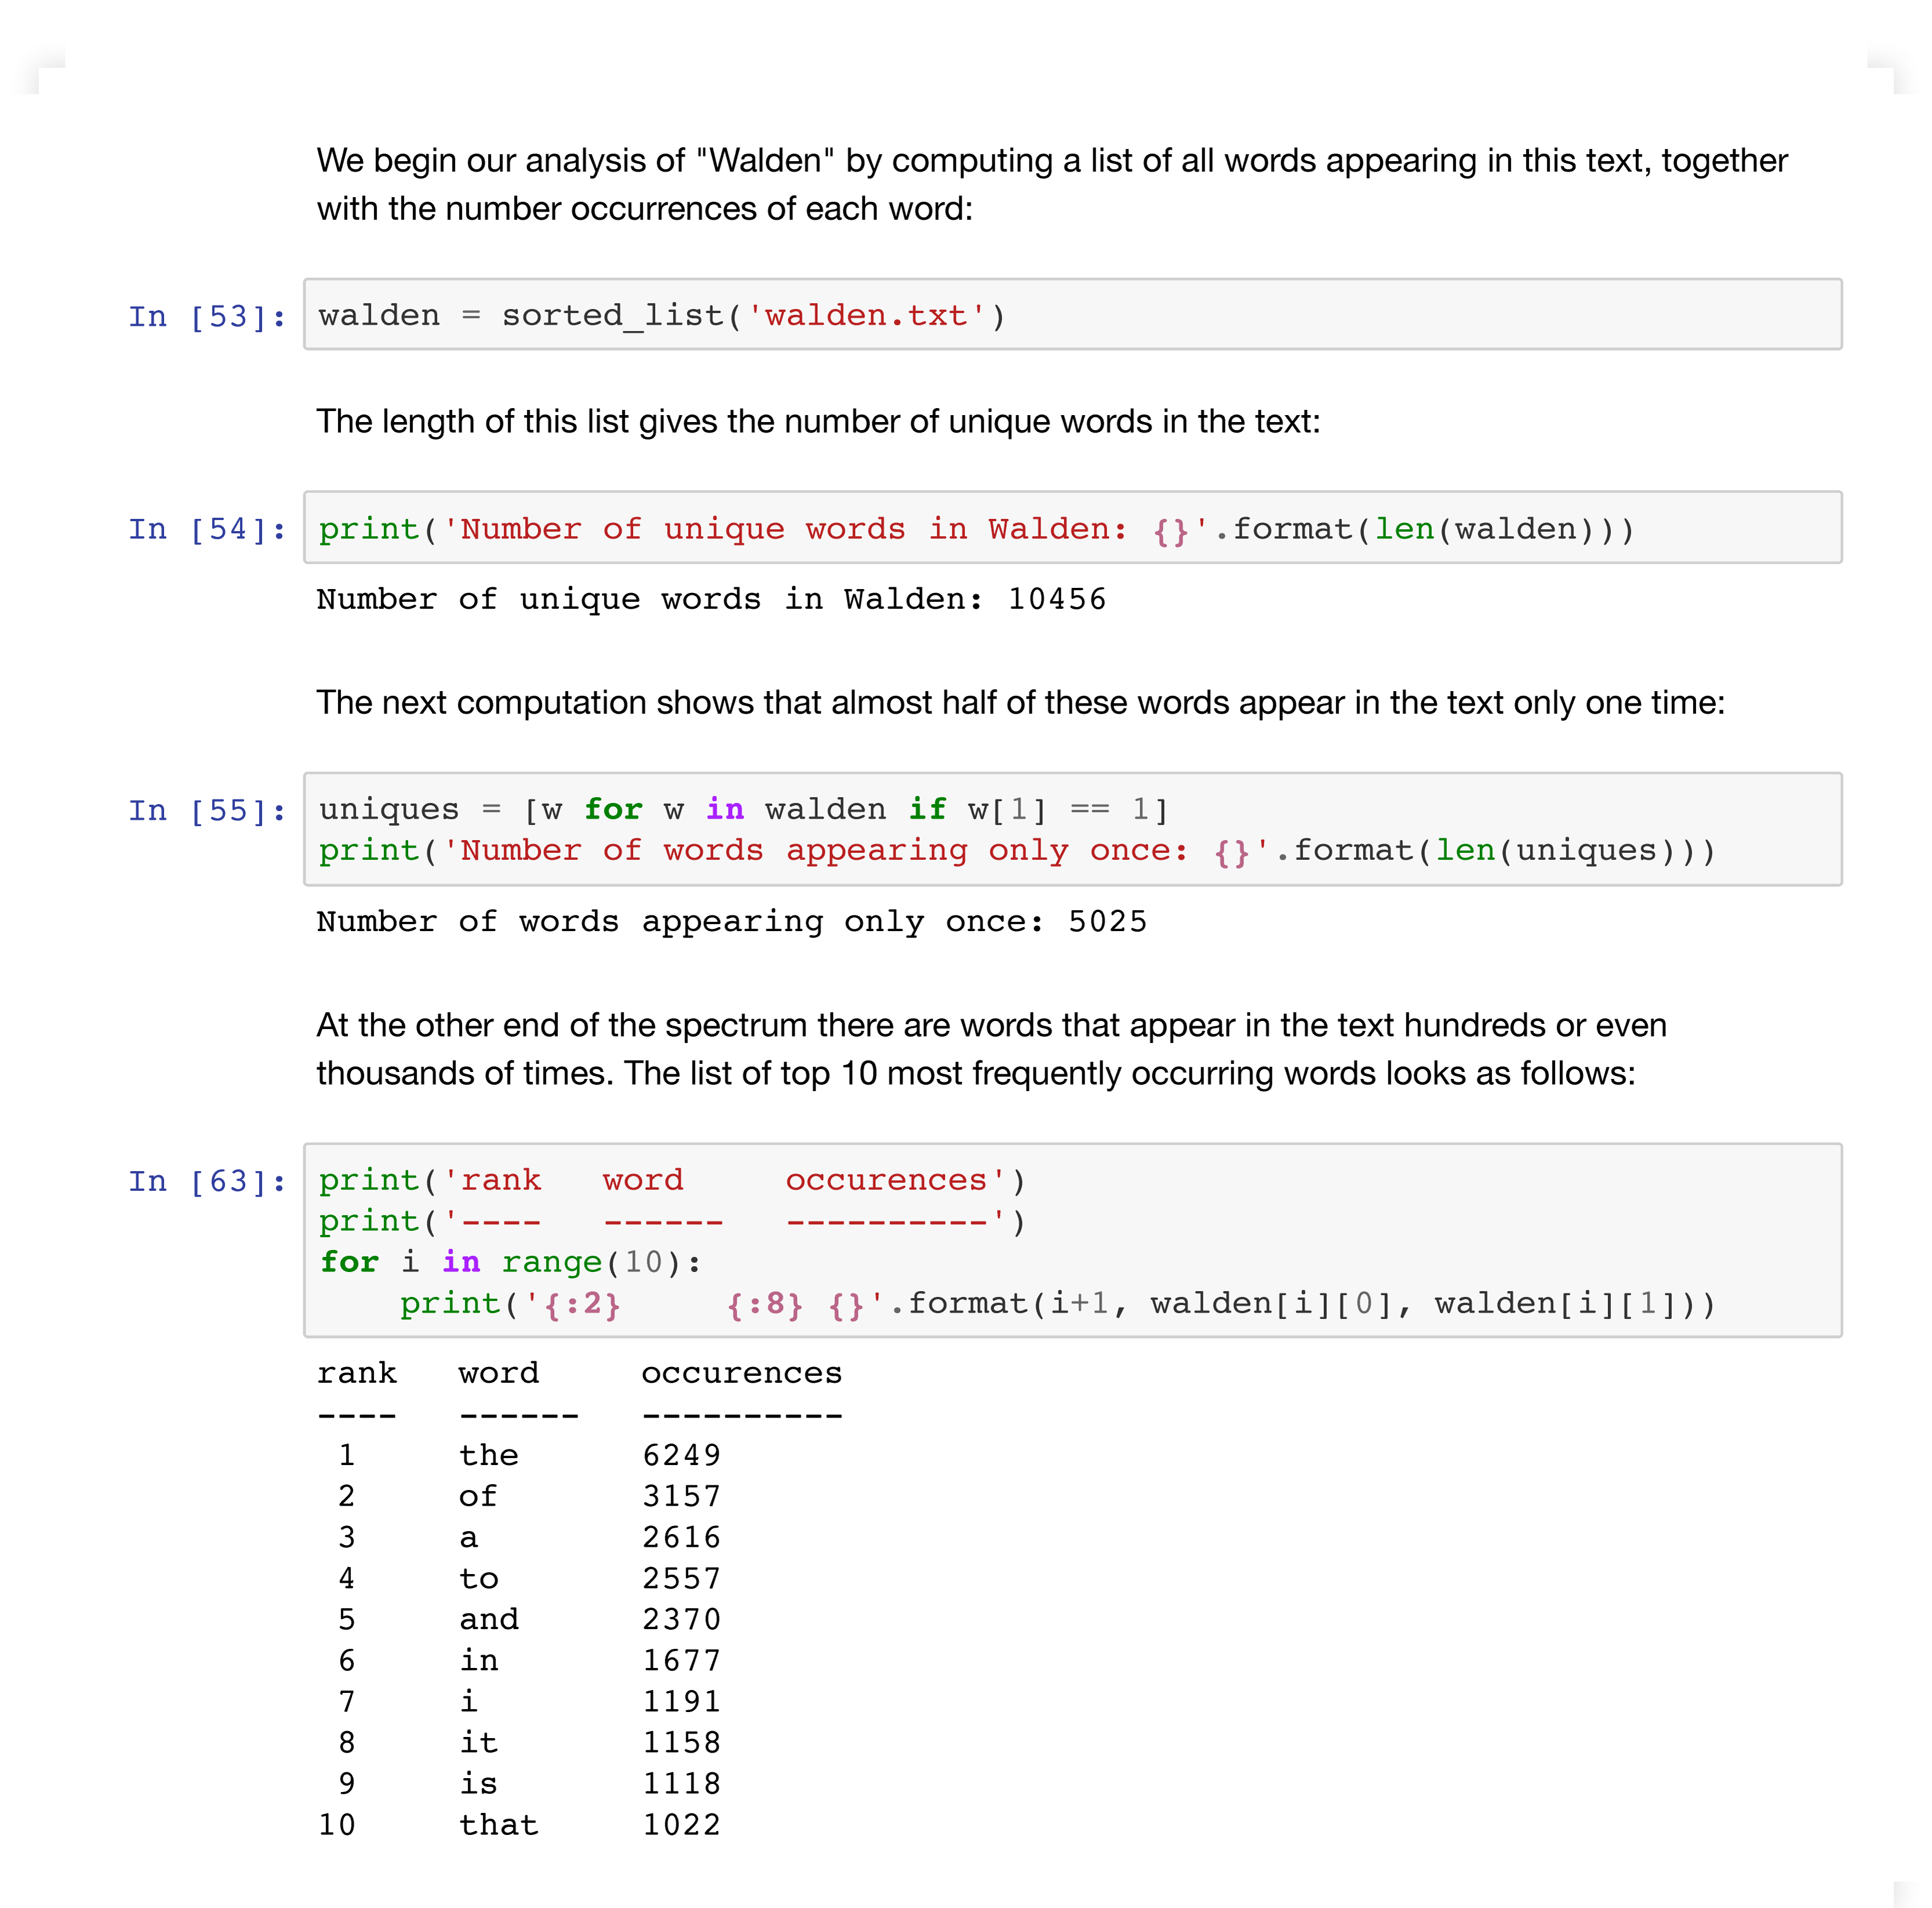 We begin our analysis of "Walden" by computing a list of all words appearing in this text, together
with the number occurrences of each word:
In [53]: walden = sorted_list('walden.txt')
The length of this list gives the number of unique words in the text:
In [54]: print('Number of unique words in Walden: {}'.format(len(walden)))
Number of unique words in Walden: 10456
The next computation shows that almost half of these words appear in the text only one time:
In [55]: uniques = [w for w in walden if w[1] == 1]
print('Number of words appearing only once: {}'.format(len(uniques)))
Number of words appearing only once: 5025
At the other end of the spectrum there are words that appear in the text hundreds or even
thousands of times. The list of top 10 most frequently occurring words looks as follows:
In [63]: print('rank   word     occurences')
print('----   ------   ----------')
for i in range(10):
    print('{:2}     {:8} {}'.format(i+1, walden[i][0], walden[i][1]))
rank   word     occurences
----   ------   ----------
 1     the      6249
 2     of       3157
 3     a        2616
 4     to       2557
 5     and      2370
 6     in       1677
 7     i        1191
 8     it       1158
 9     is       1118
10     that     1022